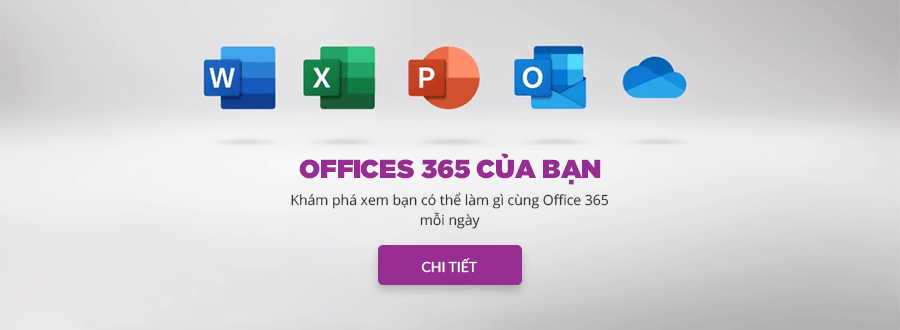 W X P O
OFFICES 365 CỦA BẠN
Khám phá xem bạn có thể làm gì cùng Office 365
mỗi ngày
CHI TIẾT